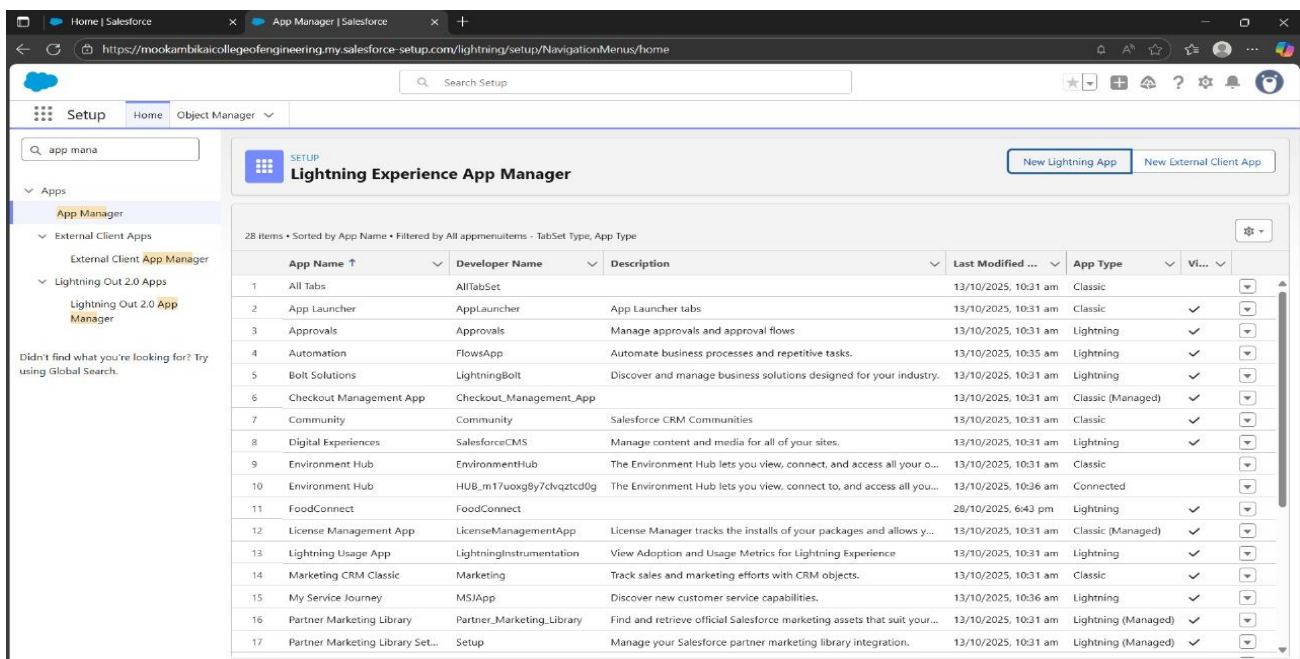 Home | Salesforce
App Manager | Salesforce
https://mookambikaicollegeofengineering.my.salesforce-setup.com/lightning/setup/NavigationMenus/home
Search Setup
Setup Home Object Manager
app mana
Apps
App Manager
External Client Apps
External Client App Manager
Lightning Out 2.0 Apps
Lightning Out 2.0 App
Manager
Didn't find what you're looking for? Try
using Global Search.
SETUP
Lightning Experience App Manager
New Lightning App New External Client App
28 items • Sorted by App Name • Filtered by All appmenuitems - TabSet Type, App Type
App Name ↑ Developer Name Description Last Modified ... App Type Vi...
1 All Tabs AllTabSet 13/10/2025, 10:31 am Classic
2 App Launcher AppLauncher App Launcher tabs 13/10/2025, 10:31 am Classic
3 Approvals Approvals Manage approvals and approval flows 13/10/2025, 10:31 am Lightning
4 Automation FlowsApp Automate business processes and repetitive tasks. 13/10/2025, 10:35 am Lightning
5 Bolt Solutions LightningBolt Discover and manage business solutions designed for your industry. 13/10/2025, 10:31 am Lightning
6 Checkout Management App Checkout_Management_App 13/10/2025, 10:31 am Classic (Managed)
7 Community Community Salesforce CRM Communities 13/10/2025, 10:31 am Classic
8 Digital Experiences SalesforceCMS Manage content and media for all of your sites. 13/10/2025, 10:31 am Lightning
9 Environment Hub EnvironmentHub The Environment Hub lets you view, connect, and access all your o... 13/10/2025, 10:31 am Classic
10 Environment Hub HUB_m17uoxg8y7clvqztcd0g The Environment Hub lets you view, connect to, and access all you... 13/10/2025, 10:36 am Connected
11 FoodConnect FoodConnect 28/10/2025, 6:43 pm Lightning
12 License Management App LicenseManagementApp License Manager tracks the installs of your packages and allows y... 13/10/2025, 10:31 am Classic (Managed)
13 Lightning Usage App LightningInstrumentation View Adoption and Usage Metrics for Lightning Experience 13/10/2025, 10:31 am Lightning
14 Marketing CRM Classic Marketing Track sales and marketing efforts with CRM objects. 13/10/2025, 10:31 am Classic
15 My Service Journey MSJApp Discover new customer service capabilities. 13/10/2025, 10:36 am Lightning
16 Partner Marketing Library Partner_Marketing_Library Find and retrieve official Salesforce marketing assets that suit your... 13/10/2025, 10:31 am Lightning (Managed)
17 Partner Marketing Library Set... Setup Manage your Salesforce partner marketing library integration. 13/10/2025, 10:31 am Lightning (Managed)